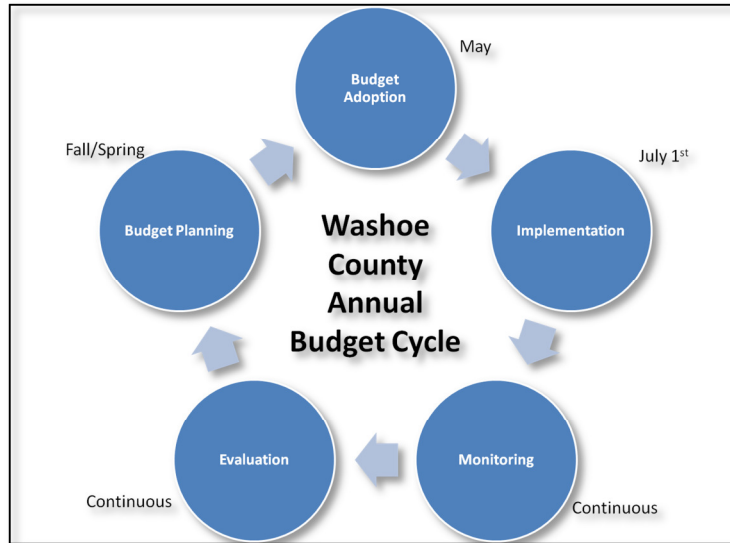 May
Budget
Adoption
July 1st
Implementation
Monitoring
Continuous
Evaluation
Continuous
Fall/Spring
Budget Planning
Washoe
County
Annual
Budget Cycle